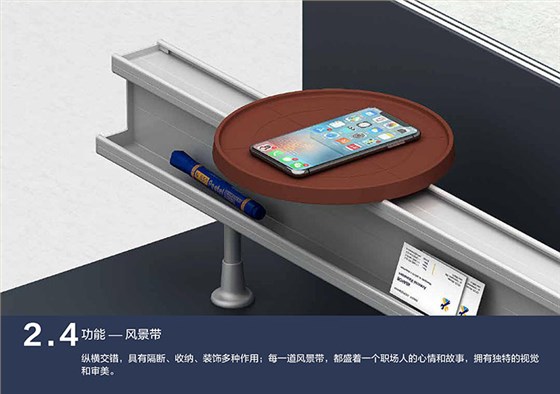 2.4 功能 — 风景带
纵横交错，具有隔断、收纳、装饰多种作用；每一道风景带，都盛着一个职场人的心情和故事，拥有独特的视觉
和审美。